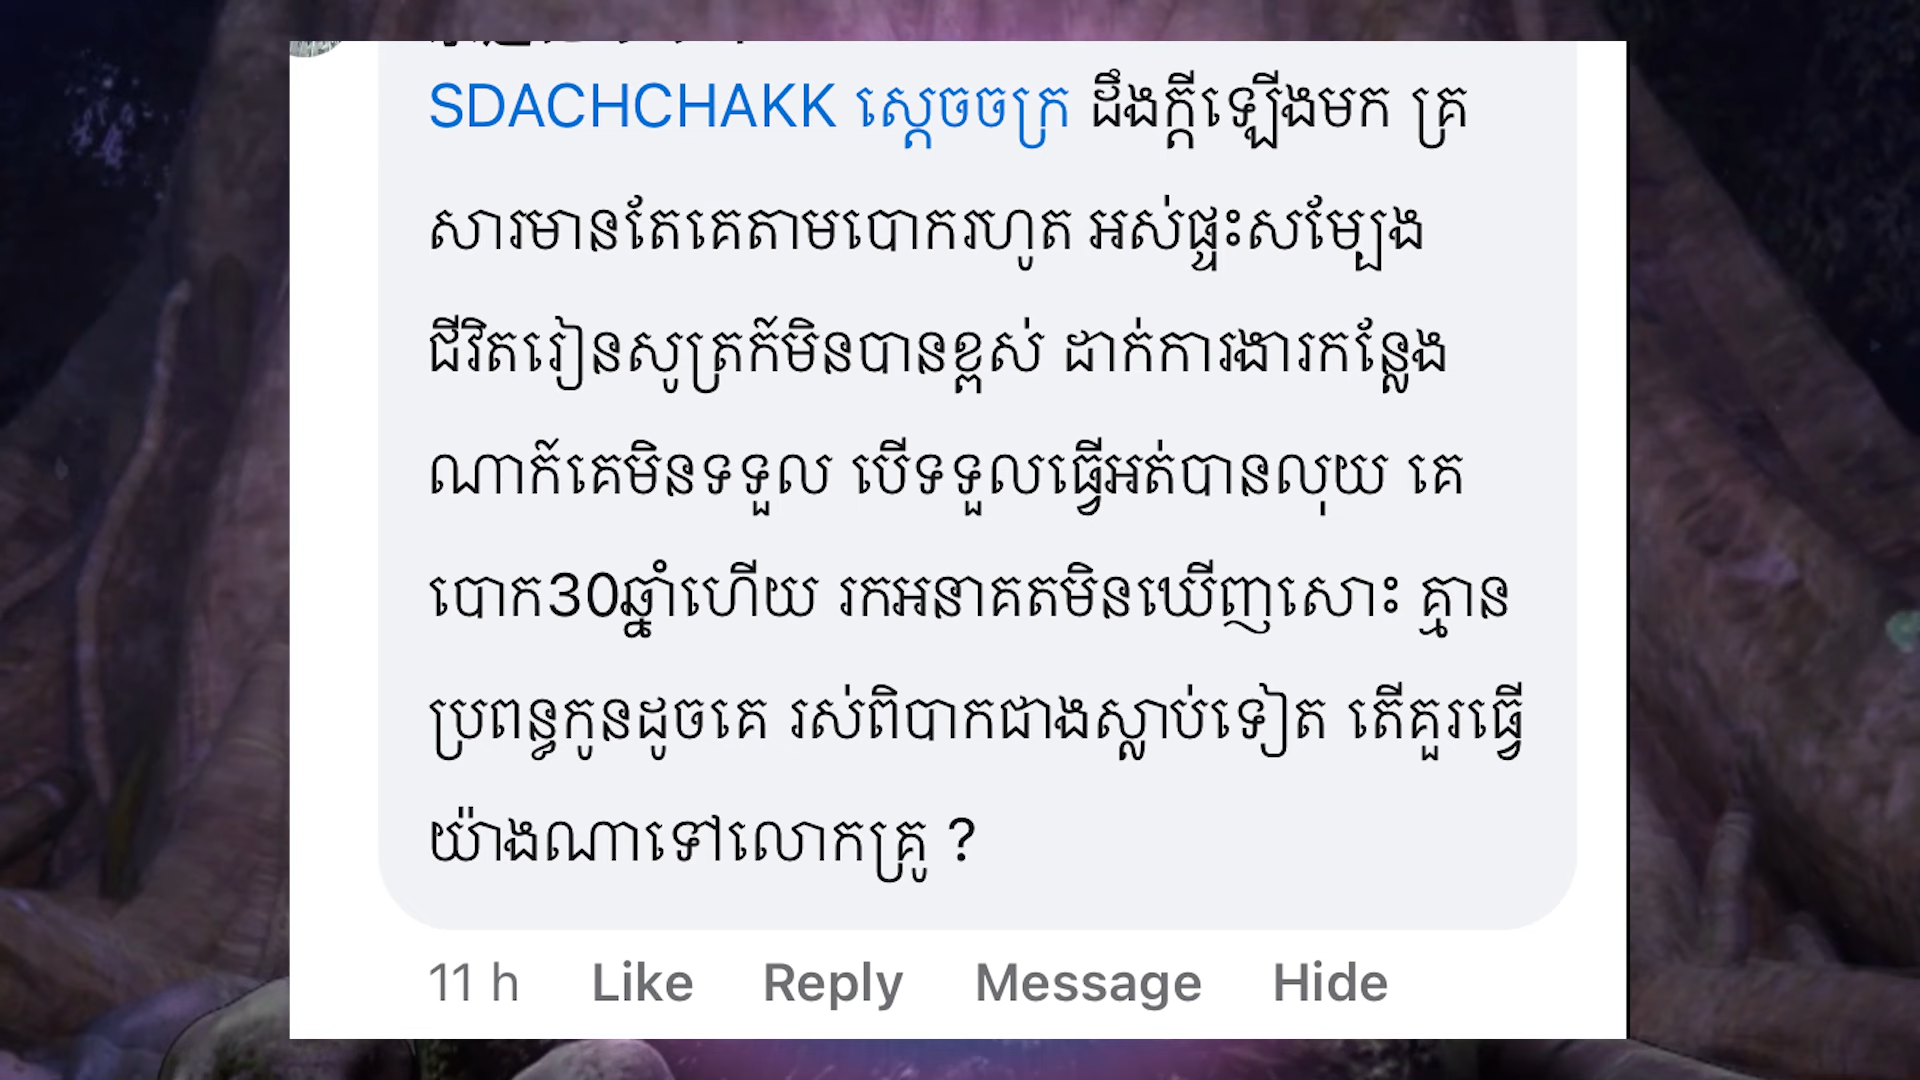 SDACHCHAKK ស្ដេចចក្រ ដឹងក្ដីឡើងមក គ្រ
សារមានតែគេតាមបោករហូត អស់ផ្ទះសម្បែង
ជីវិតរៀនសូត្រក៏មិនបានខ្ពស់ ដាក់ការងារកន្លែង
ណាក៏គេមិនទទួល បើទទួលធ្វើអត់បានលុយ គេ
បោក30ឆ្នាំហើយ រកអនាគតមិនឃើញសោះ គ្មាន
ប្រពន្ធកូនដូចគេ រស់ពិបាកជាងស្លាប់ទៀត តើគួរធ្វើ
យ៉ាងណាទៅលោកគ្រូ ?
11 h Like Reply Message Hide